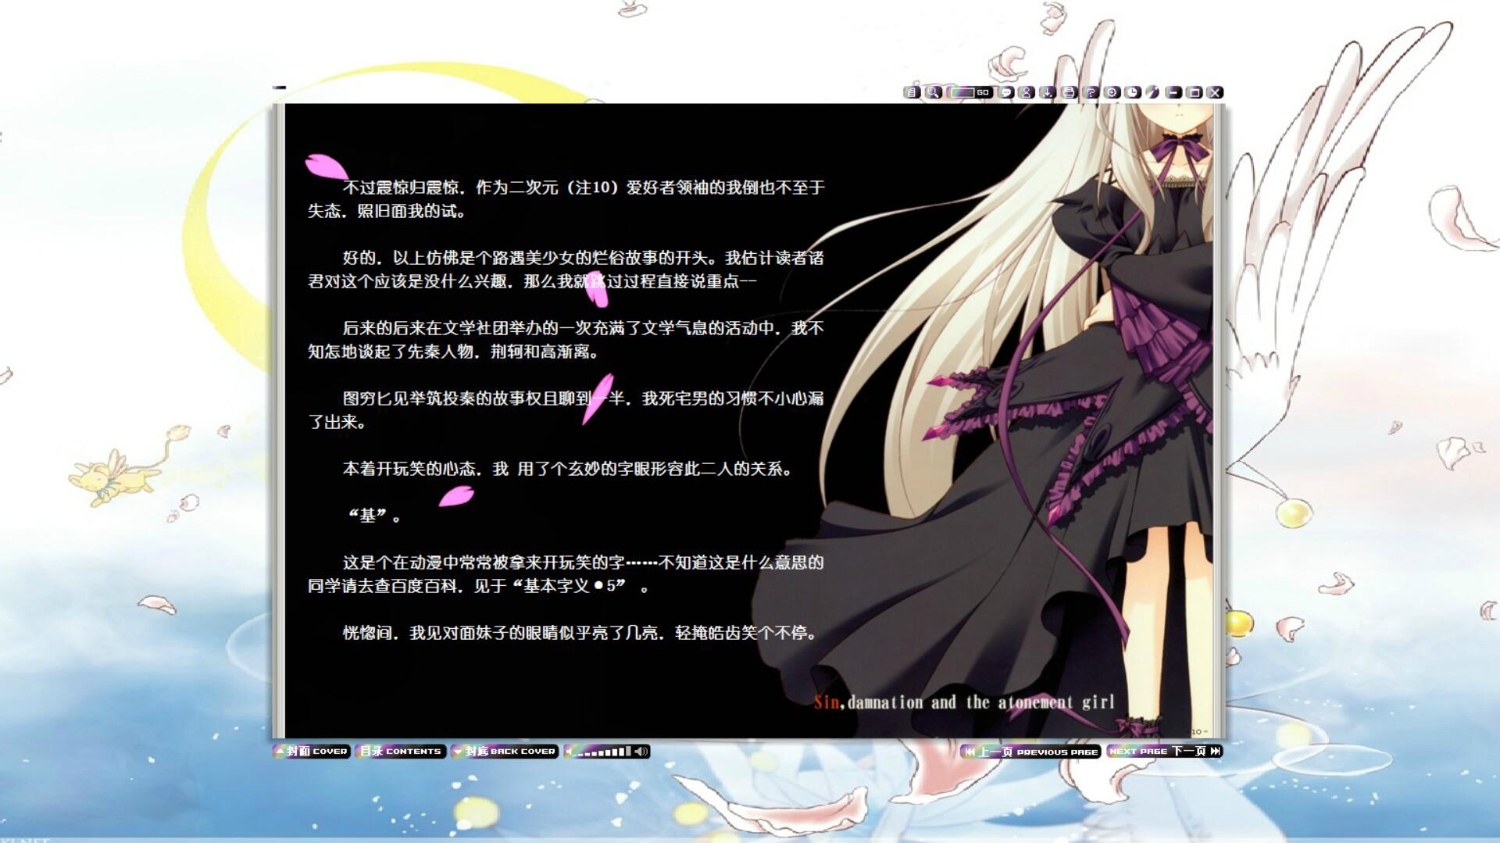 GO
不过震惊归震惊，作为二次元（注10）爱好者领袖的我倒也不至于
失态，照旧面我的试。
好的，以上仿佛是个路遇美少女的烂俗故事的开头。我估计读者诸
君对这个应该是没什么兴趣，那么我就跳过过程直接说重点——
后来的后来在文学社团举办的一次充满了文学气息的活动中，我不
知怎地谈起了先秦人物，荆轲和高渐离。
图穷匕见举筑投秦的故事权且聊到一半，我死宅男的习惯不小心漏
了出来。
本着开玩笑的心态，我 用了个玄妙的字眼形容此二人的关系。
“基”。
这是个在动漫中常常被拿来开玩笑的字……不知道这是什么意思的
同学请去查百度百科，见于“基本字义●5” 。
恍惚间，我见对面妹子的眼睛似乎亮了几亮，轻掩皓齿笑个不停。
Sin,damnation and the atonement girl
10-
封面 COVER 目录 CONTENTS 封底 BACK COVER 上一页 PREVIOUS PAGE NEXT PAGE 下一页